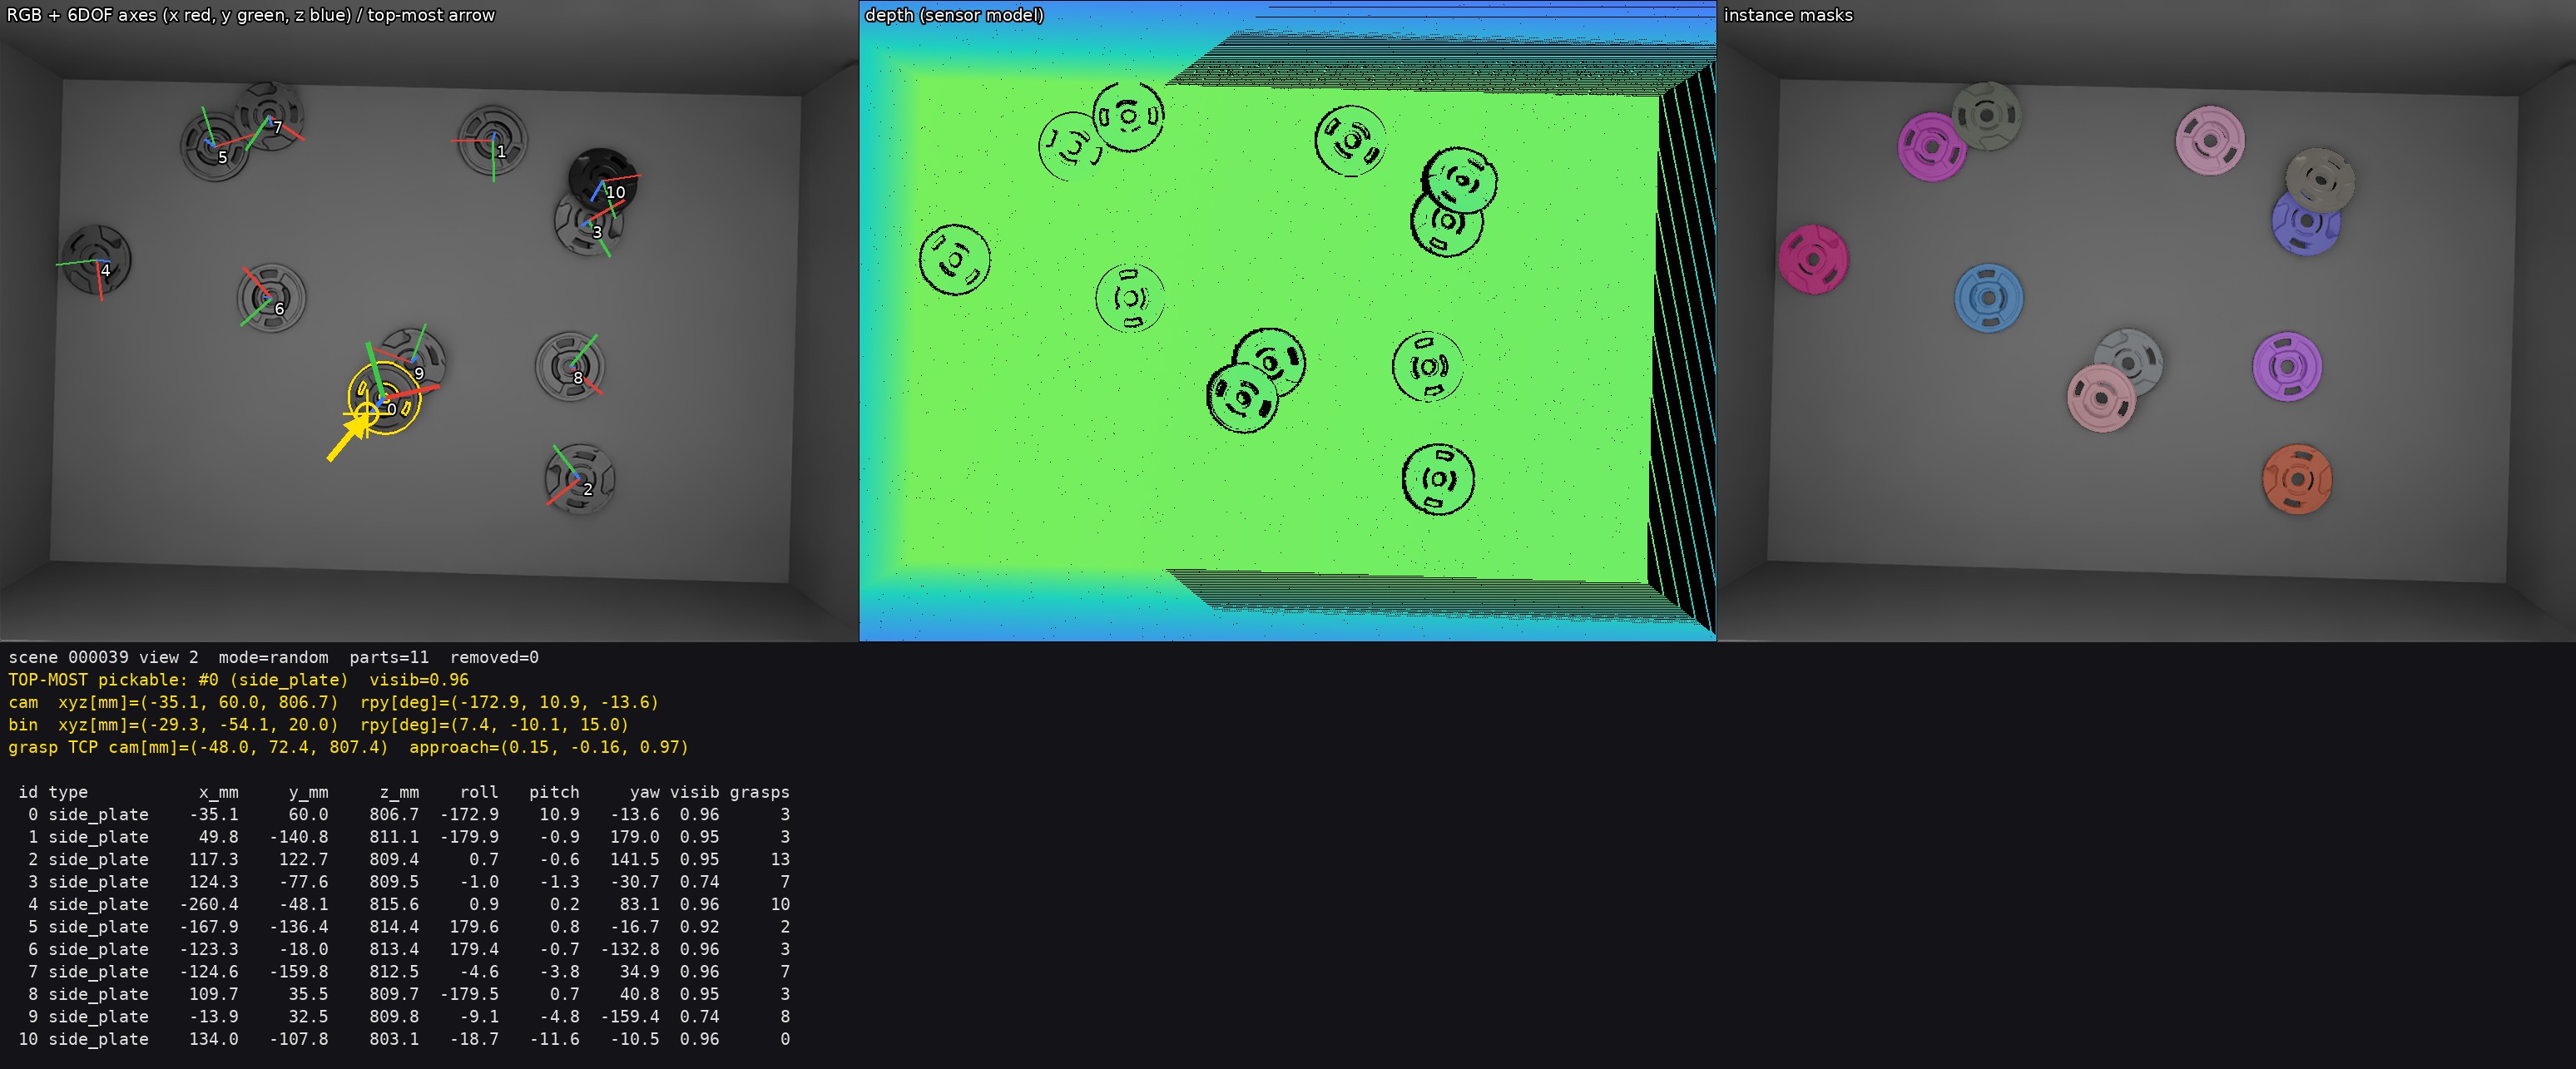 RGB + 6DOF axes (x red, y green, z blue) / top-most arrow
depth (sensor model)
instance masks
7
5
1
10
3
4
6
9
8
0
2
scene 000039 view 2  mode=random  parts=11  removed=0
TOP-MOST pickable: #0 (side_plate)  visib=0.96
cam  xyz[mm]=(-35.1, 60.0, 806.7)  rpy[deg]=(-172.9, 10.9, -13.6)
bin  xyz[mm]=(-29.3, -54.1, 20.0)  rpy[deg]=(7.4, -10.1, 15.0)
grasp TCP cam[mm]=(-48.0, 72.4, 807.4)  approach=(0.15, -0.16, 0.97)
id type x_mm y_mm z_mm roll pitch yaw visib grasps
0 side_plate -35.1 60.0 806.7 -172.9 10.9 -13.6 0.96 3
1 side_plate 49.8 -140.8 811.1 -179.9 -0.9 179.0 0.95 3
2 side_plate 117.3 122.7 809.4 0.7 -0.6 141.5 0.95 13
3 side_plate 124.3 -77.6 809.5 -1.0 -1.3 -30.7 0.74 7
4 side_plate -260.4 -48.1 815.6 0.9 0.2 83.1 0.96 10
5 side_plate -167.9 -136.4 814.4 179.6 0.8 -16.7 0.92 2
6 side_plate -123.3 -18.0 813.4 179.4 -0.7 -132.8 0.96 3
7 side_plate -124.6 -159.8 812.5 -4.6 -3.8 34.9 0.96 7
8 side_plate 109.7 35.5 809.7 -179.5 0.7 40.8 0.95 3
9 side_plate -13.9 32.5 809.8 -9.1 -4.8 -159.4 0.74 8
10 side_plate 134.0 -107.8 803.1 -18.7 -11.6 -10.5 0.96 0